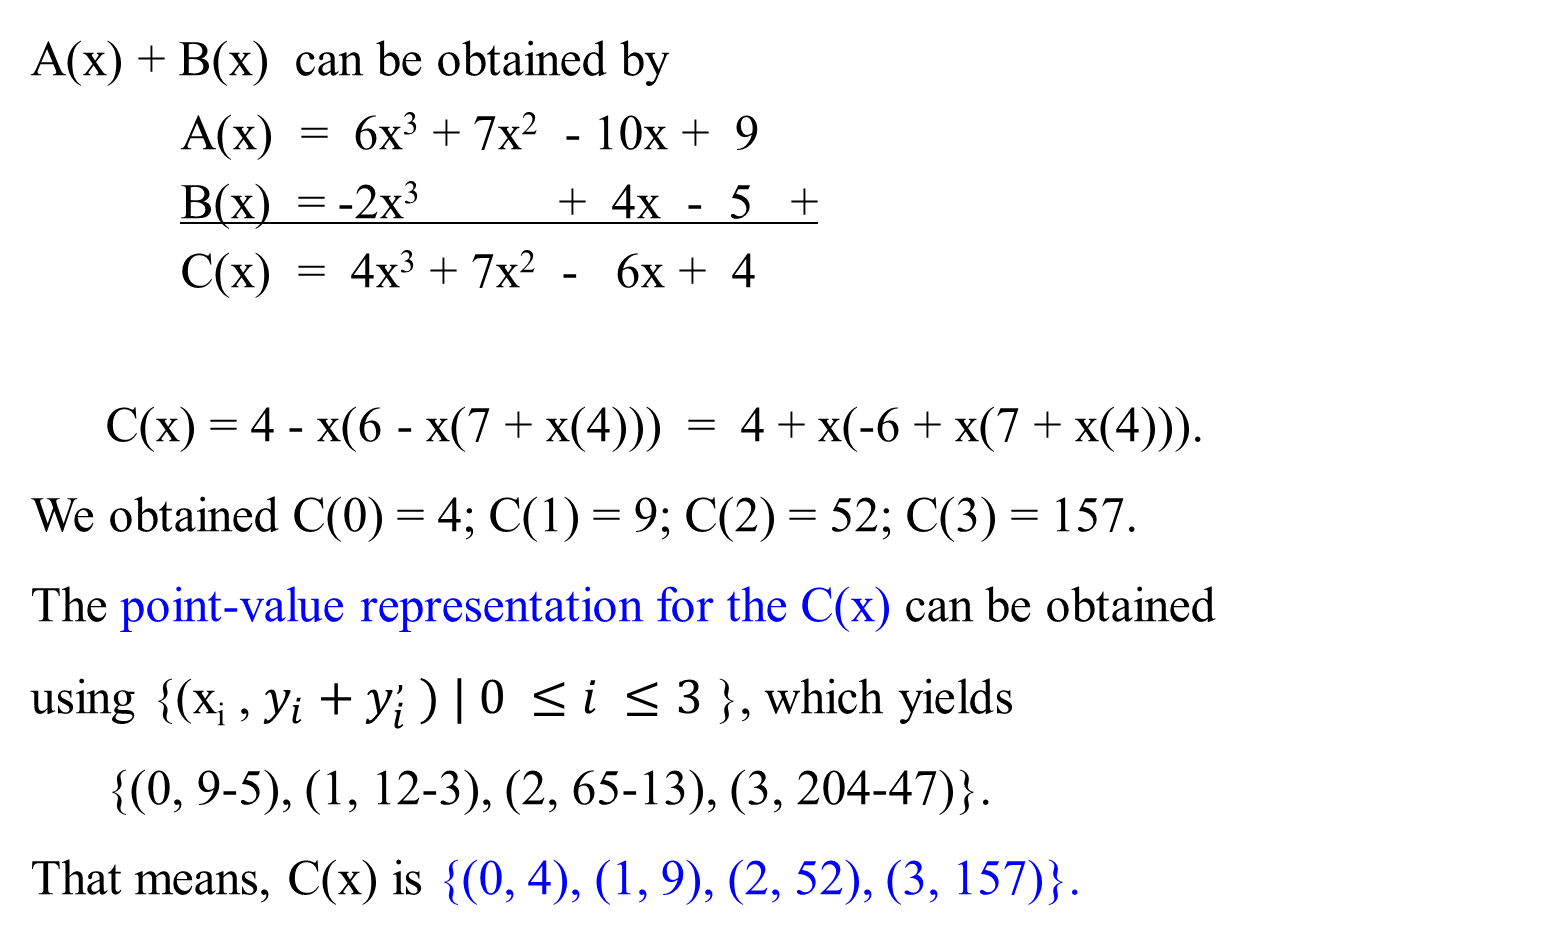 A(x) + B(x) can be obtained by
A(x) = 6x³ + 7x² - 10x + 9
B(x) = -2x³ + 4x - 5 +
C(x) = 4x³ + 7x² - 6x + 4
C(x) = 4 - x(6 - x(7 + x(4))) = 4 + x(-6 + x(7 + x(4))).
We obtained C(0) = 4; C(1) = 9; C(2) = 52; C(3) = 157.
The point-value representation for the C(x) can be obtained
using {(xᵢ , yᵢ + yᵢ′ ) | 0 ≤ i ≤ 3 }, which yields
{(0, 9-5), (1, 12-3), (2, 65-13), (3, 204-47)}.
That means, C(x) is {(0, 4), (1, 9), (2, 52), (3, 157)}.